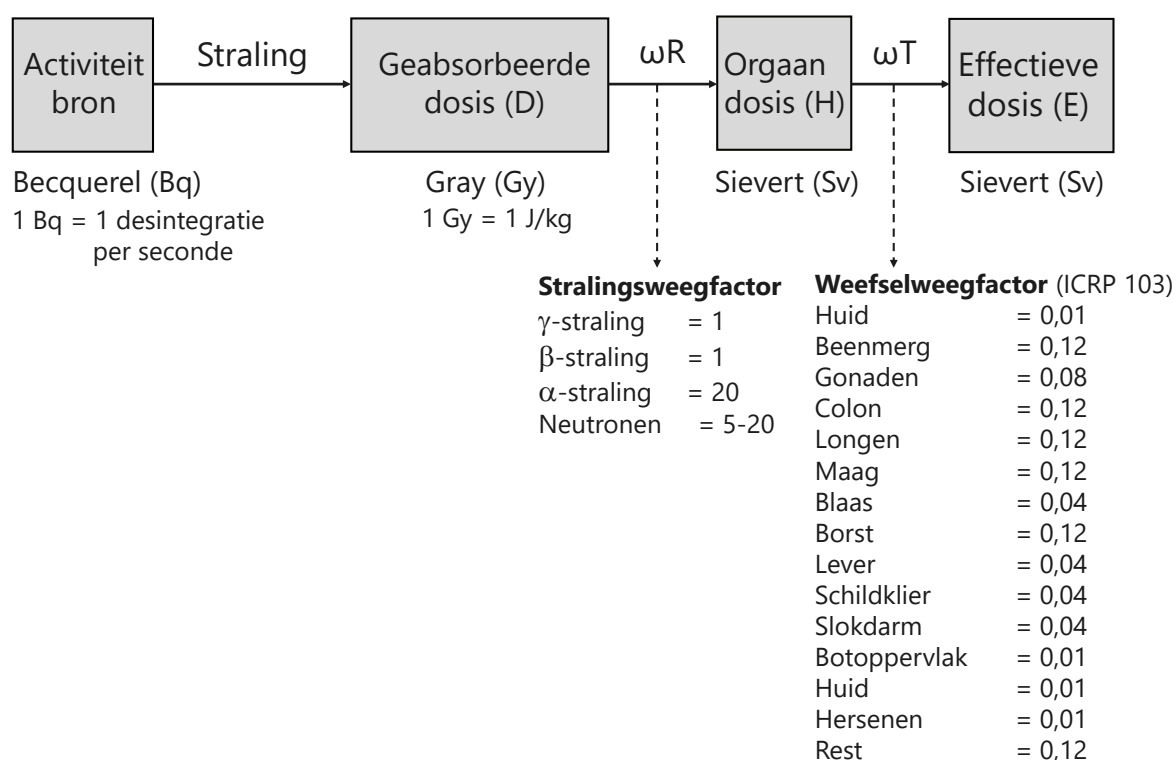 Activiteit
bron
Straling
Geabsorbeerde
dosis (D)
ωR
Orgaan
dosis (H)
ωT
Effectieve
dosis (E)
Becquerel (Bq)
1 Bq = 1 desintegratie
per seconde
Gray (Gy)
1 Gy = 1 J/kg
Sievert (Sv)
Sievert (Sv)
Stralingsweegfactor
γ-straling = 1
β-straling = 1
α-straling = 20
Neutronen = 5-20
Weefselweegfactor (ICRP 103)
Huid = 0,01
Beenmerg = 0,12
Gonaden = 0,08
Colon = 0,12
Longen = 0,12
Maag = 0,12
Blaas = 0,04
Borst = 0,12
Lever = 0,04
Schildklier = 0,04
Slokdarm = 0,04
Botoppervlak = 0,01
Huid = 0,01
Hersenen = 0,01
Rest = 0,12